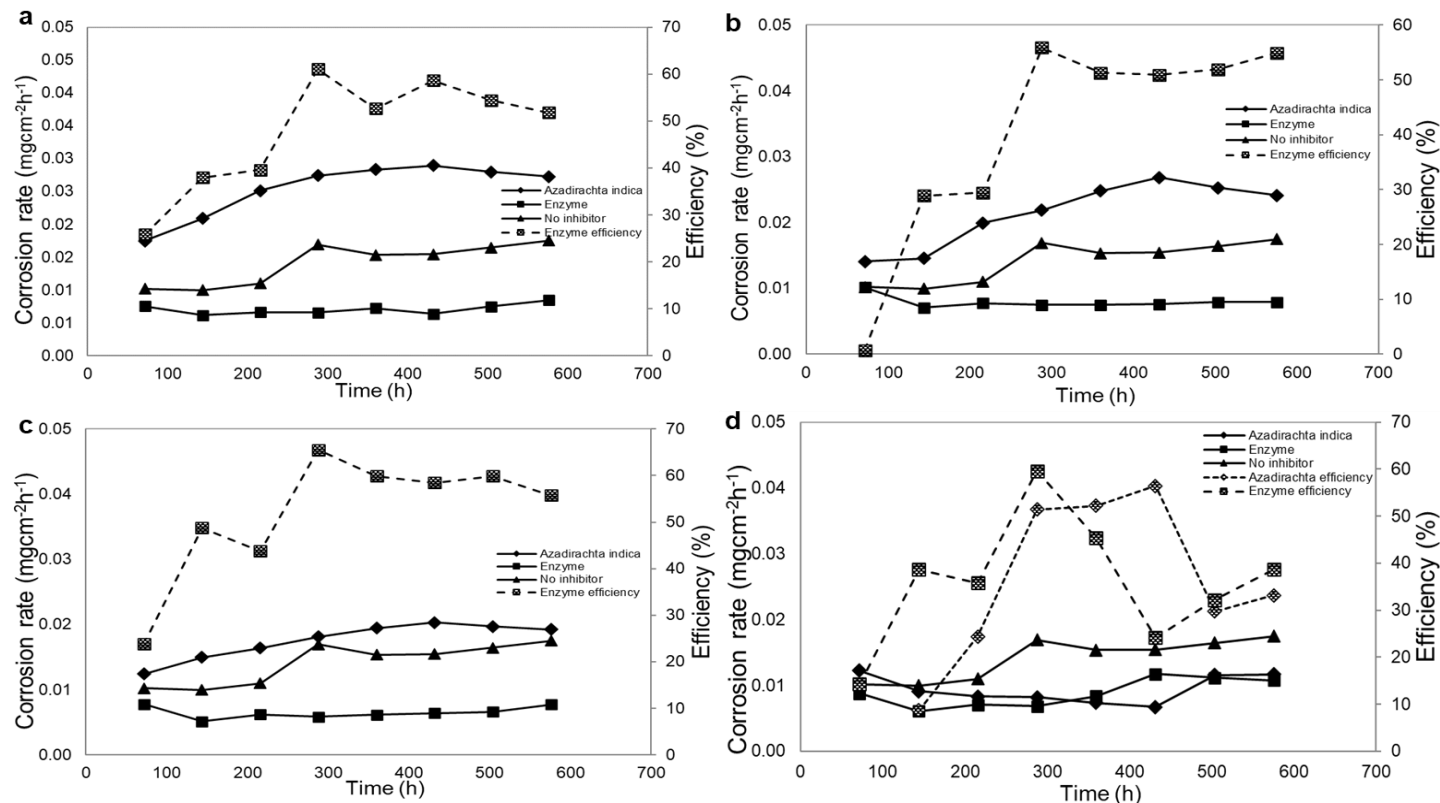 a
0.05
0.05
0.04
0.04
0.03
0.03
0.02
0.02
0.01
0.01
0.00
Corrosion rate (mgcm⁻²h⁻¹)
70
60
50
40
30
20
10
0
Efficiency (%)
Azadirachta indica
Enzyme
No inhibitor
Enzyme efficiency
0 100 200 300 400 500 600 700
Time (h)
b
0.05
0.04
0.03
0.02
0.01
0.00
Corrosion rate (mgcm⁻²h⁻¹)
60
50
40
30
20
10
0
Efficiency (%)
Azadirachta indica
Enzyme
No inhibitor
Enzyme efficiency
0 100 200 300 400 500 600 700
Time (h)
c
0.05
0.04
0.03
0.02
0.01
0.00
Corrosion rate (mgcm⁻²h⁻¹)
70
60
50
40
30
20
10
0
Efficiency (%)
Azadirachta indica
Enzyme
No inhibitor
Enzyme efficiency
0 100 200 300 400 500 600 700
Time (h)
d
0.05
0.04
0.03
0.02
0.01
0.00
Corrosion rate (mgcm⁻²h⁻¹)
70
60
50
40
30
20
10
0
Efficiency (%)
Azadirachta indica
Enzyme
No inhibitor
Azadirachta efficiency
Enzyme efficiency
0 100 200 300 400 500 600 700
Time (h)